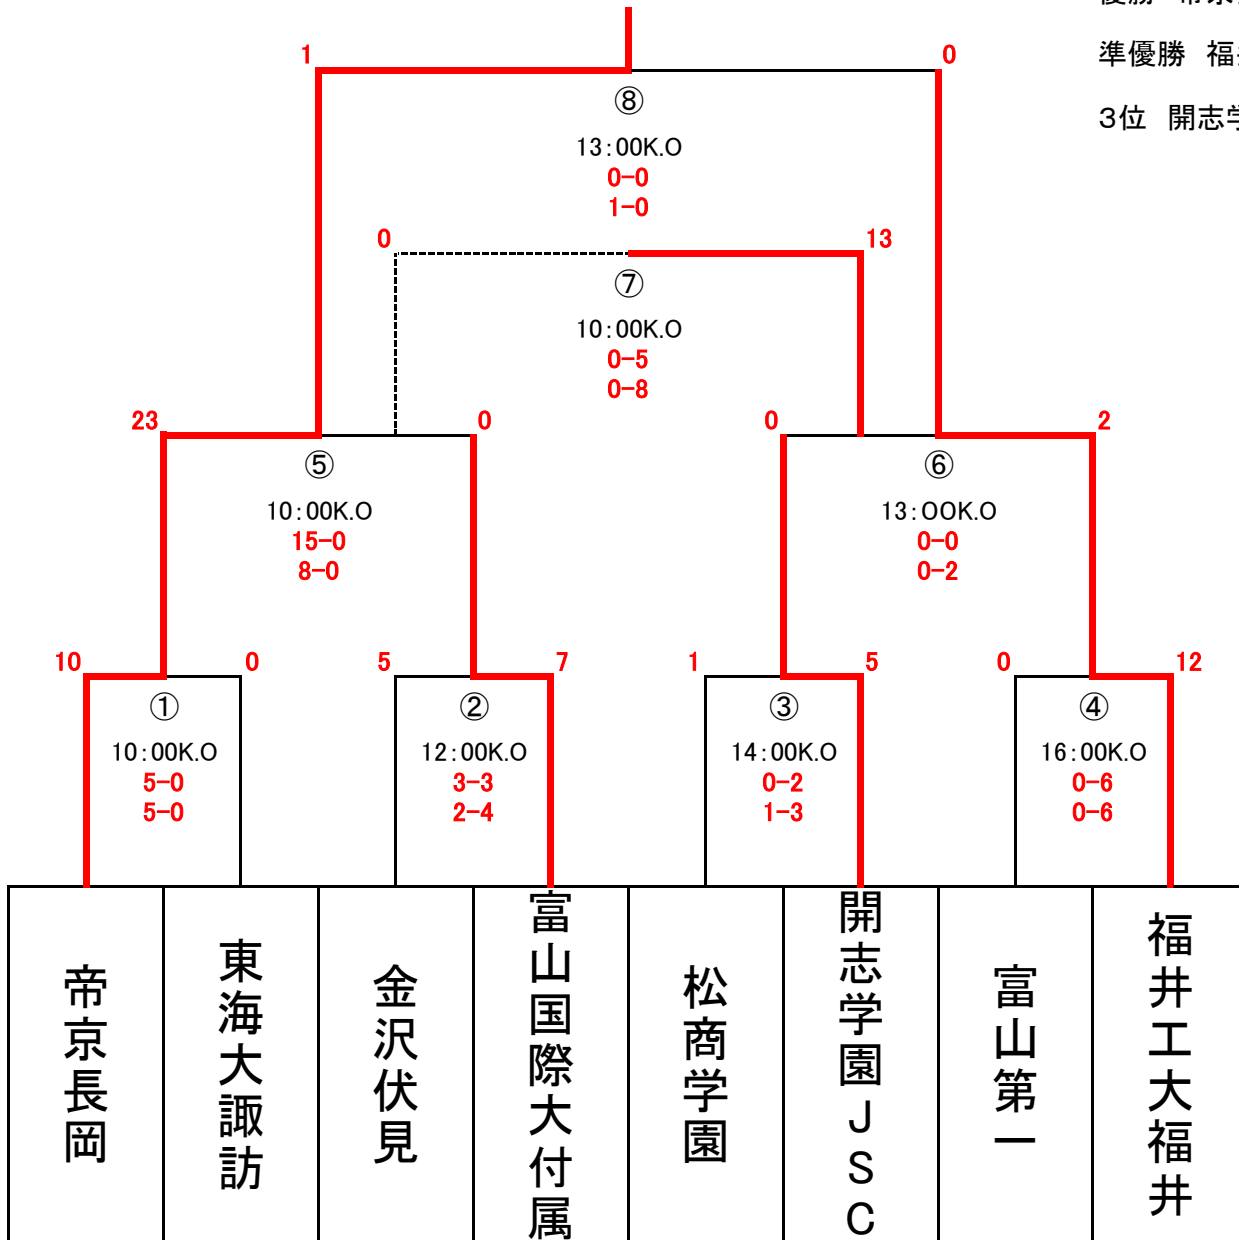 優勝 帝京
1
0
準優勝 福
⑧
3位 開志学
13:00K.O
0-0
1-0
0
13
⑦
10:00K.O
0-5
0-8
23
0
0
2
⑤
⑥
10:00K.O
13:OOK.O
15-0
0-0
8-0
0-2
10
0
5
7
1
5
0
12
①
②
③
④
10:00K.O
12:00K.O
14:00K.O
16:00K.O
5-0
3-3
0-2
0-6
5-0
2-4
1-3
0-6
帝京長岡
東海大諏訪
金沢伏見
富山国際大付属
松商学園
開志学園JSC
富山第一
福井工大福井